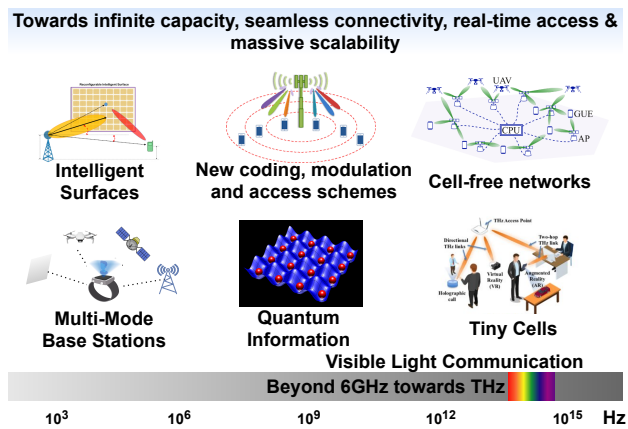 Towards infinite capacity, seamless connectivity, real-time access &
massive scalability
Reconfigurable Intelligent Surface
Intelligent
Surfaces
New coding, modulation
and access schemes
UAV
GUE
CPU
AP
Cell-free networks
Multi-Mode
Base Stations
Quantum
Information
THz Access Point
Directional
THz links
Two-hop
THz link
Virtual
Reality (VR)
Augmented
Reality (AR)
Holographic
call
Tiny Cells
Visible Light Communication
Beyond 6GHz towards THz
10³ 10⁶ 10⁹ 10¹² 10¹⁵ Hz